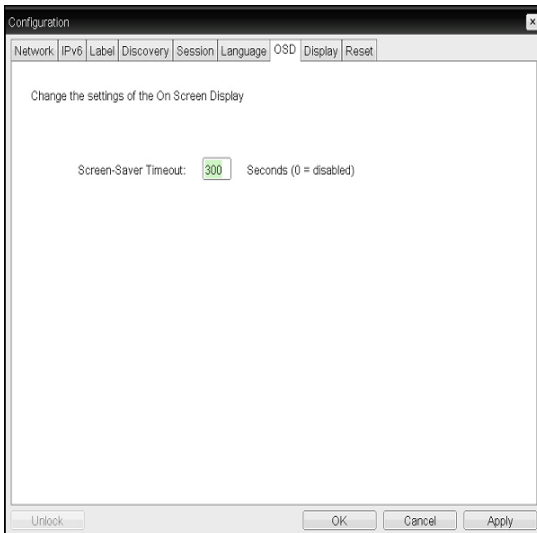 Configuration
Network IPv6 Label Discovery Session Language OSD Display Reset
Change the settings of the On Screen Display
Screen-Saver Timeout: 300 Seconds (0 = disabled)
Unlock OK Cancel Apply